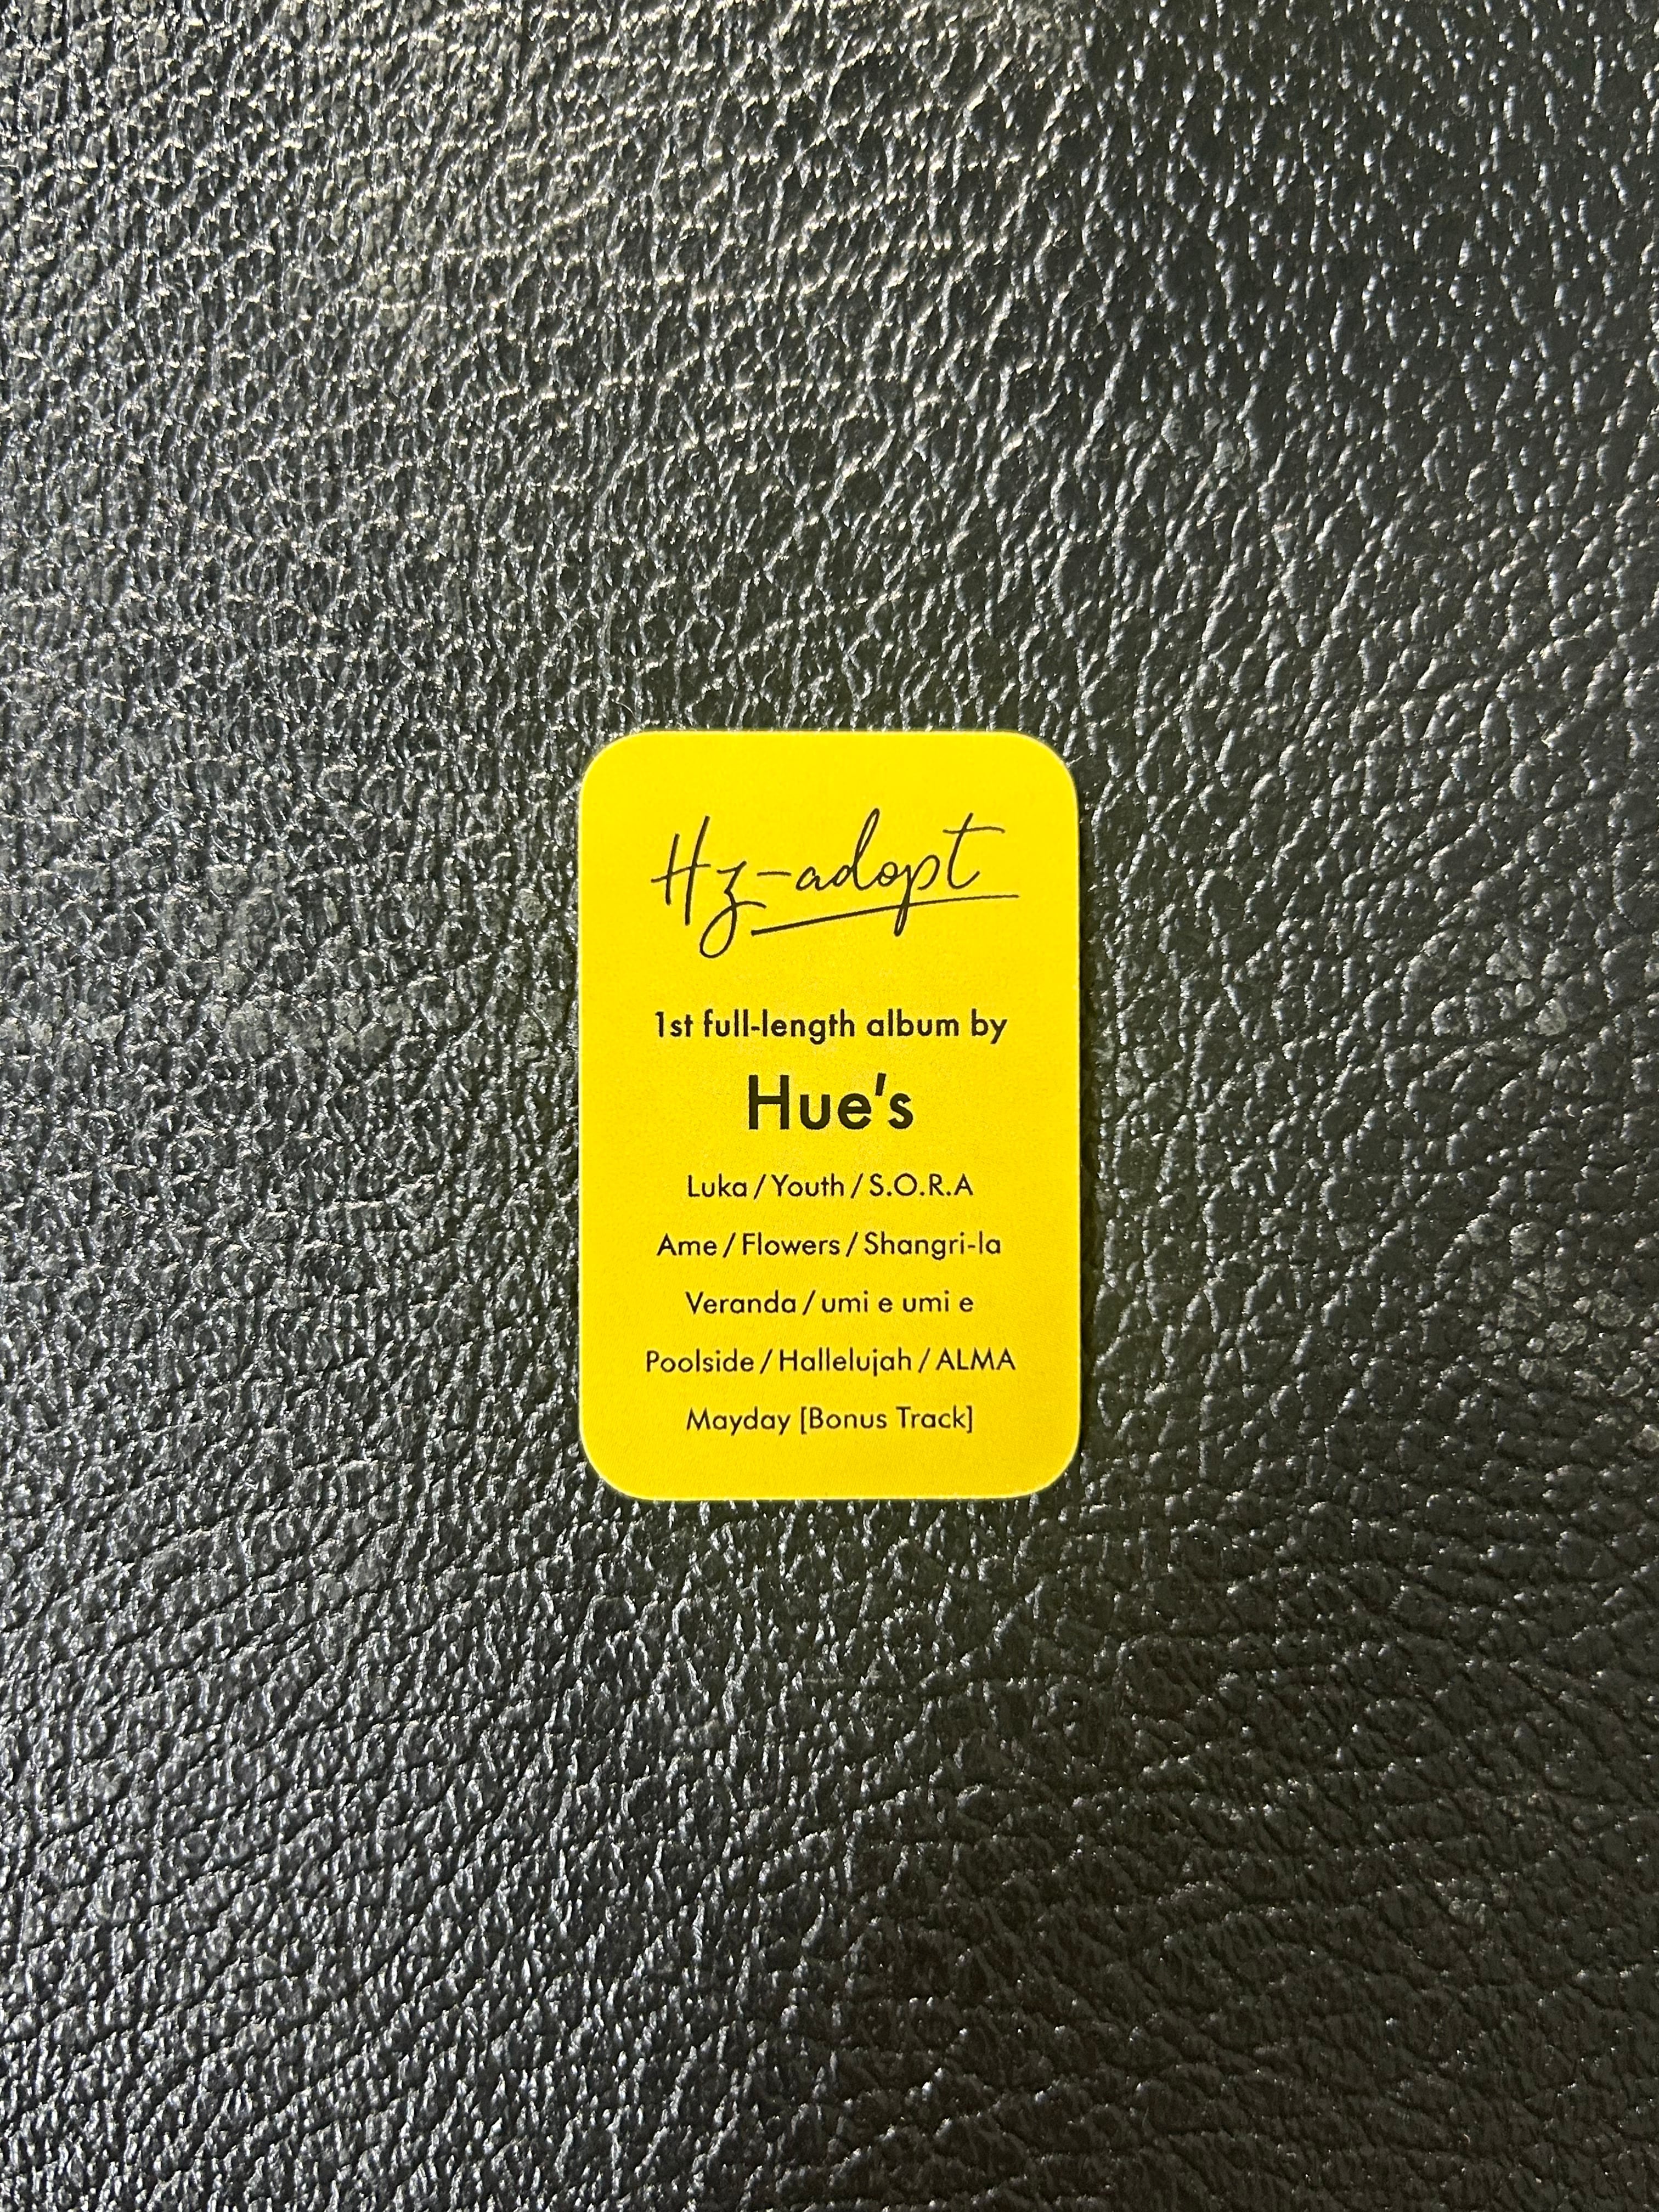 Hz-adopt
1st full-length album by
Hue's
Luka / Youth / S.O.R.A
Ame / Flowers / Shangri-la
Veranda / umi e umi e
Poolside / Hallelujah / ALMA
Mayday [Bonus Track]